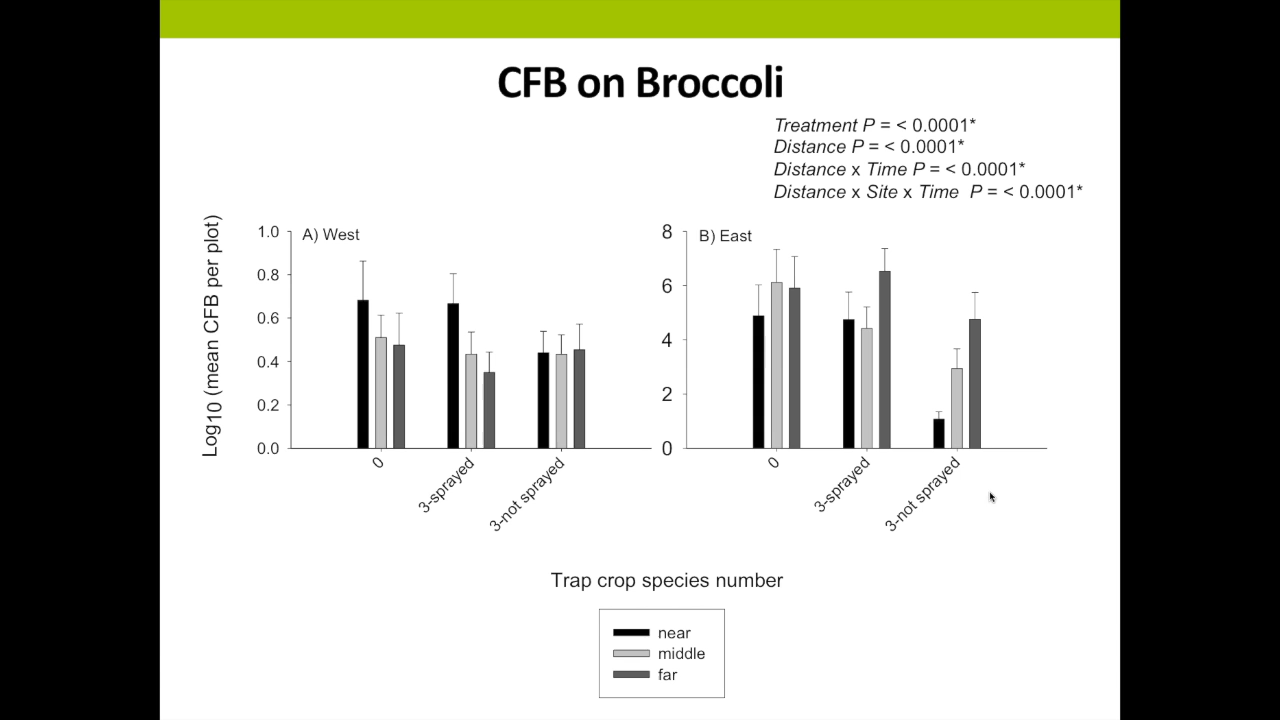 CFB on Broccoli
Treatment P = < 0.0001*
Distance P = < 0.0001*
Distance x Time P = < 0.0001*
Distance x Site x Time P = < 0.0001*
Log10 (mean CFB per plot)
A) West
1.0
0.8
0.6
0.4
0.2
0.0
0
3-sprayed
3-not sprayed
B) East
8
6
4
2
0
0
3-sprayed
3-not sprayed
Trap crop species number
near
middle
far